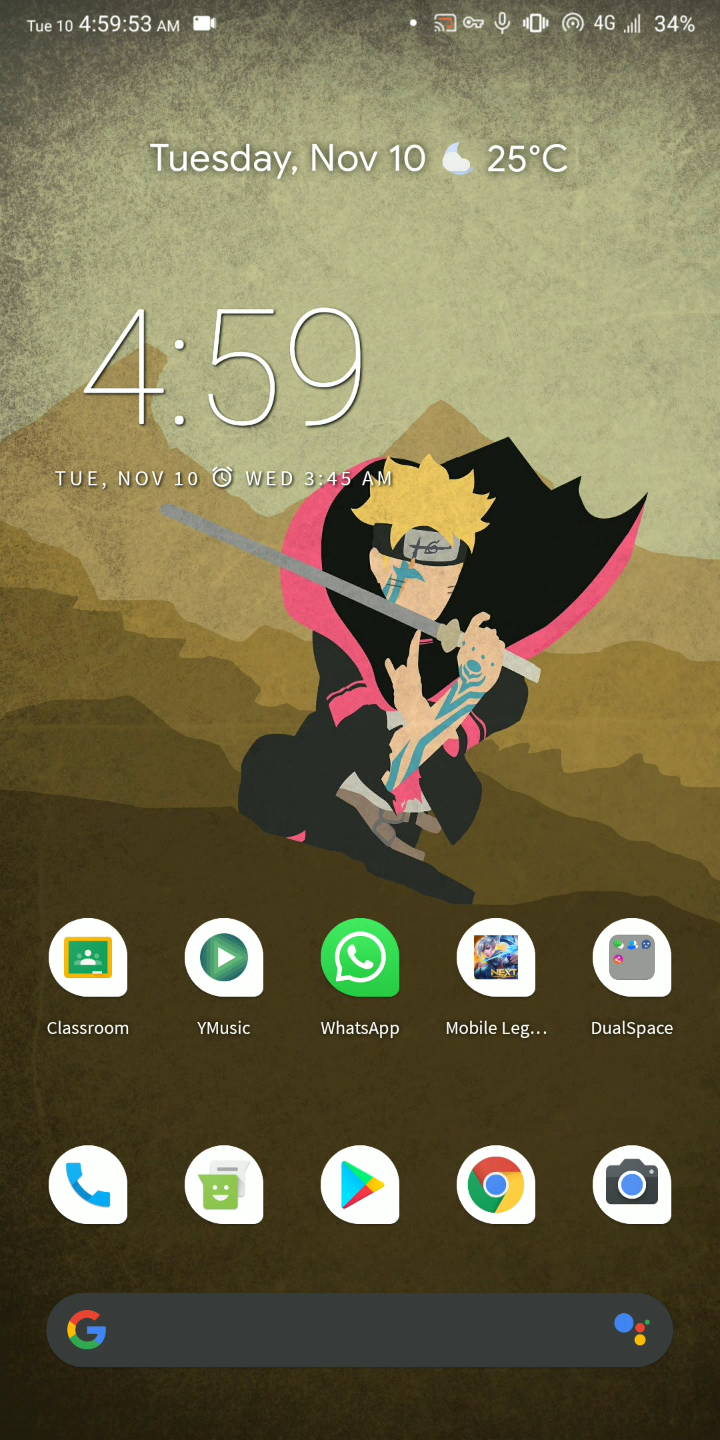 Tue 10 4:59:53 AM 4G 34%
Tuesday, Nov 10 25°C
4:59
TUE, NOV 10 WED 3:45 AM
NEXT
Classroom YMusic WhatsApp Mobile Leg... DualSpace